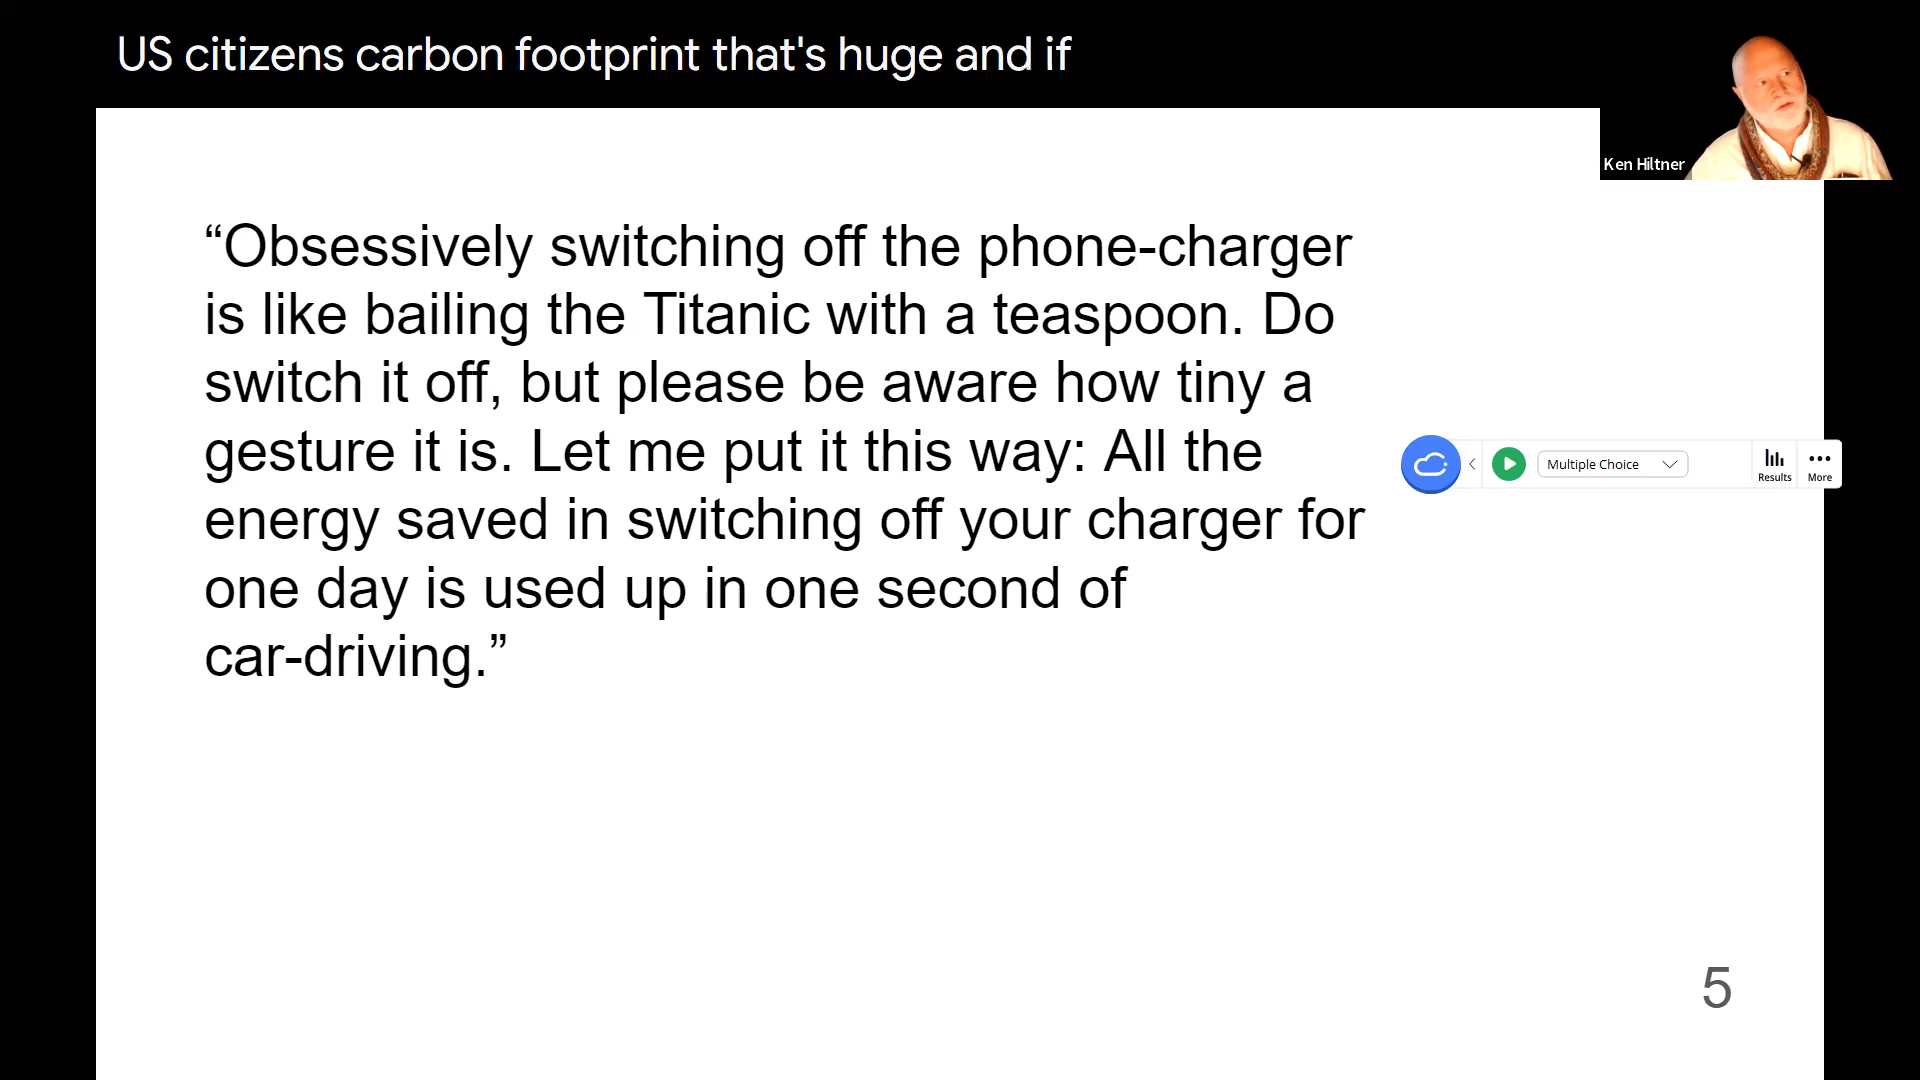 US citizens carbon footprint that's huge and if
Ken Hiltner
“Obsessively switching off the phone-charger
is like bailing the Titanic with a teaspoon. Do
switch it off, but please be aware how tiny a
gesture it is. Let me put it this way: All the
energy saved in switching off your charger for
one day is used up in one second of
car-driving.”
Multiple Choice
Results
More
5